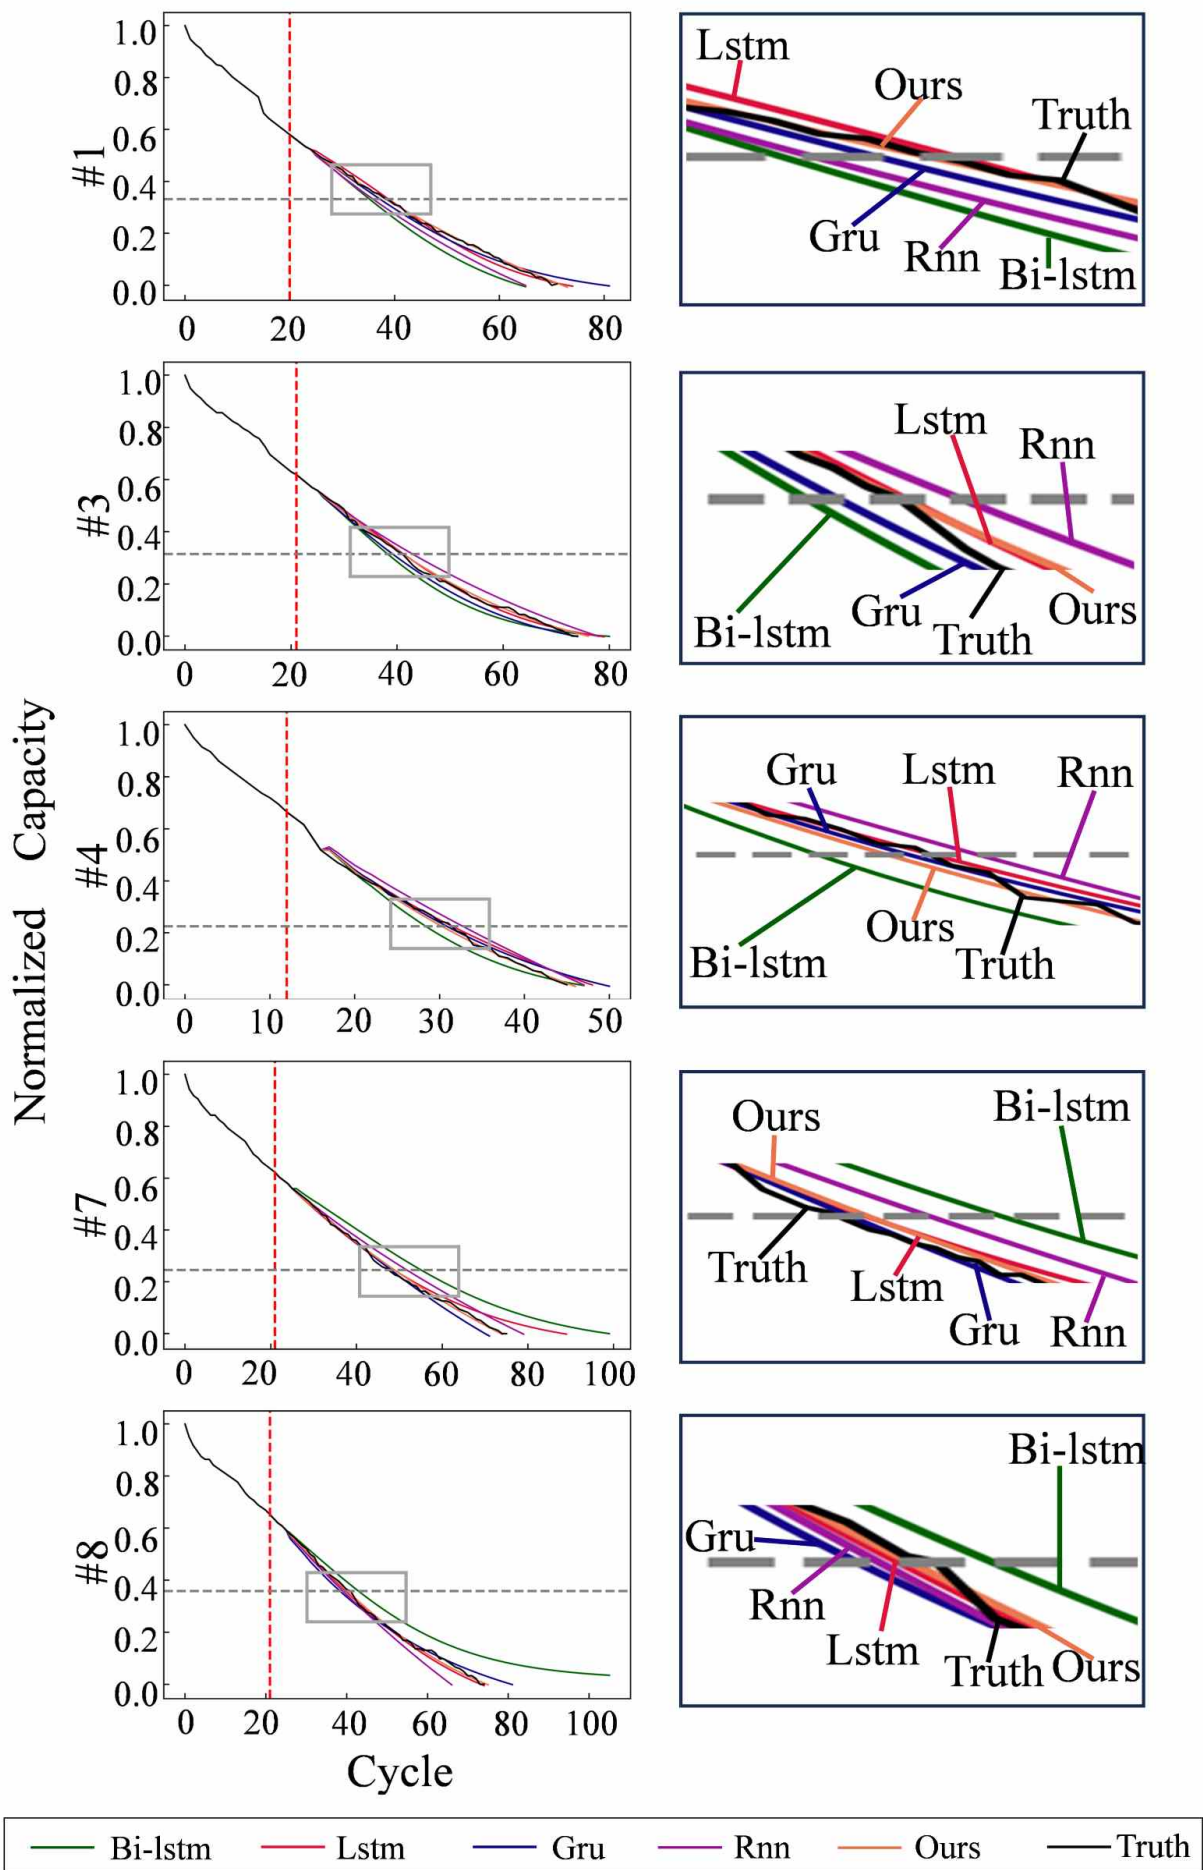 Normalized Capacity
#1
1.0
0.8
0.6
0.4
0.2
0.0
0 20 40 60 80
Lstm
Ours
Truth
Gru
Rnn
Bi-lstm
#3
1.0
0.8
0.6
0.4
0.2
0.0
0 20 40 60 80
Lstm
Rnn
Bi-lstm
Gru
Truth
Ours
#4
1.0
0.8
0.6
0.4
0.2
0.0
0 10 20 30 40 50
Gru
Lstm
Rnn
Bi-lstm
Ours
Truth
#7
1.0
0.8
0.6
0.4
0.2
0.0
0 20 40 60 80 100
Ours
Bi-lstm
Truth
Lstm
Gru
Rnn
#8
1.0
0.8
0.6
0.4
0.2
0.0
0 20 40 60 80 100
Bi-lstm
Gru
Rnn
Lstm
Truth
Ours
Cycle
Bi-lstm Lstm Gru Rnn Ours Truth